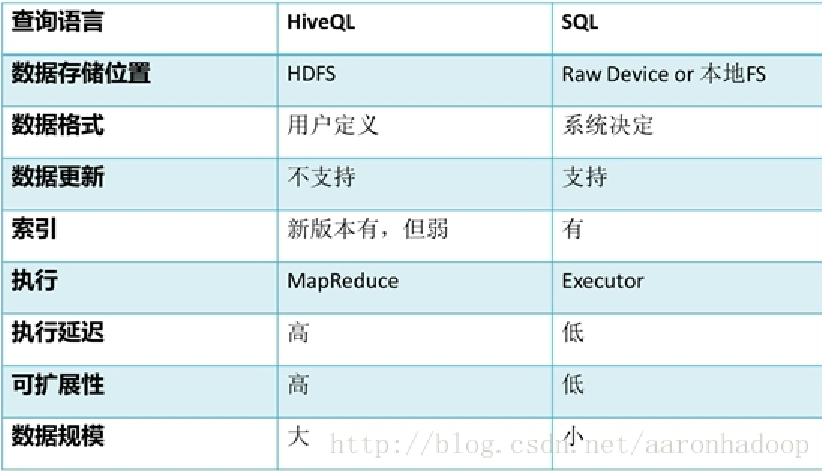 查询语言 HiveQL SQL
数据存储位置 HDFS Raw Device or 本地FS
数据格式 用户定义 系统决定
数据更新 不支持 支持
索引 新版本有，但弱 有
执行 MapReduce Executor
执行延迟 高 低
可扩展性 高 低
数据规模 大 小
http://blog.csdn.net/aaronhadoop